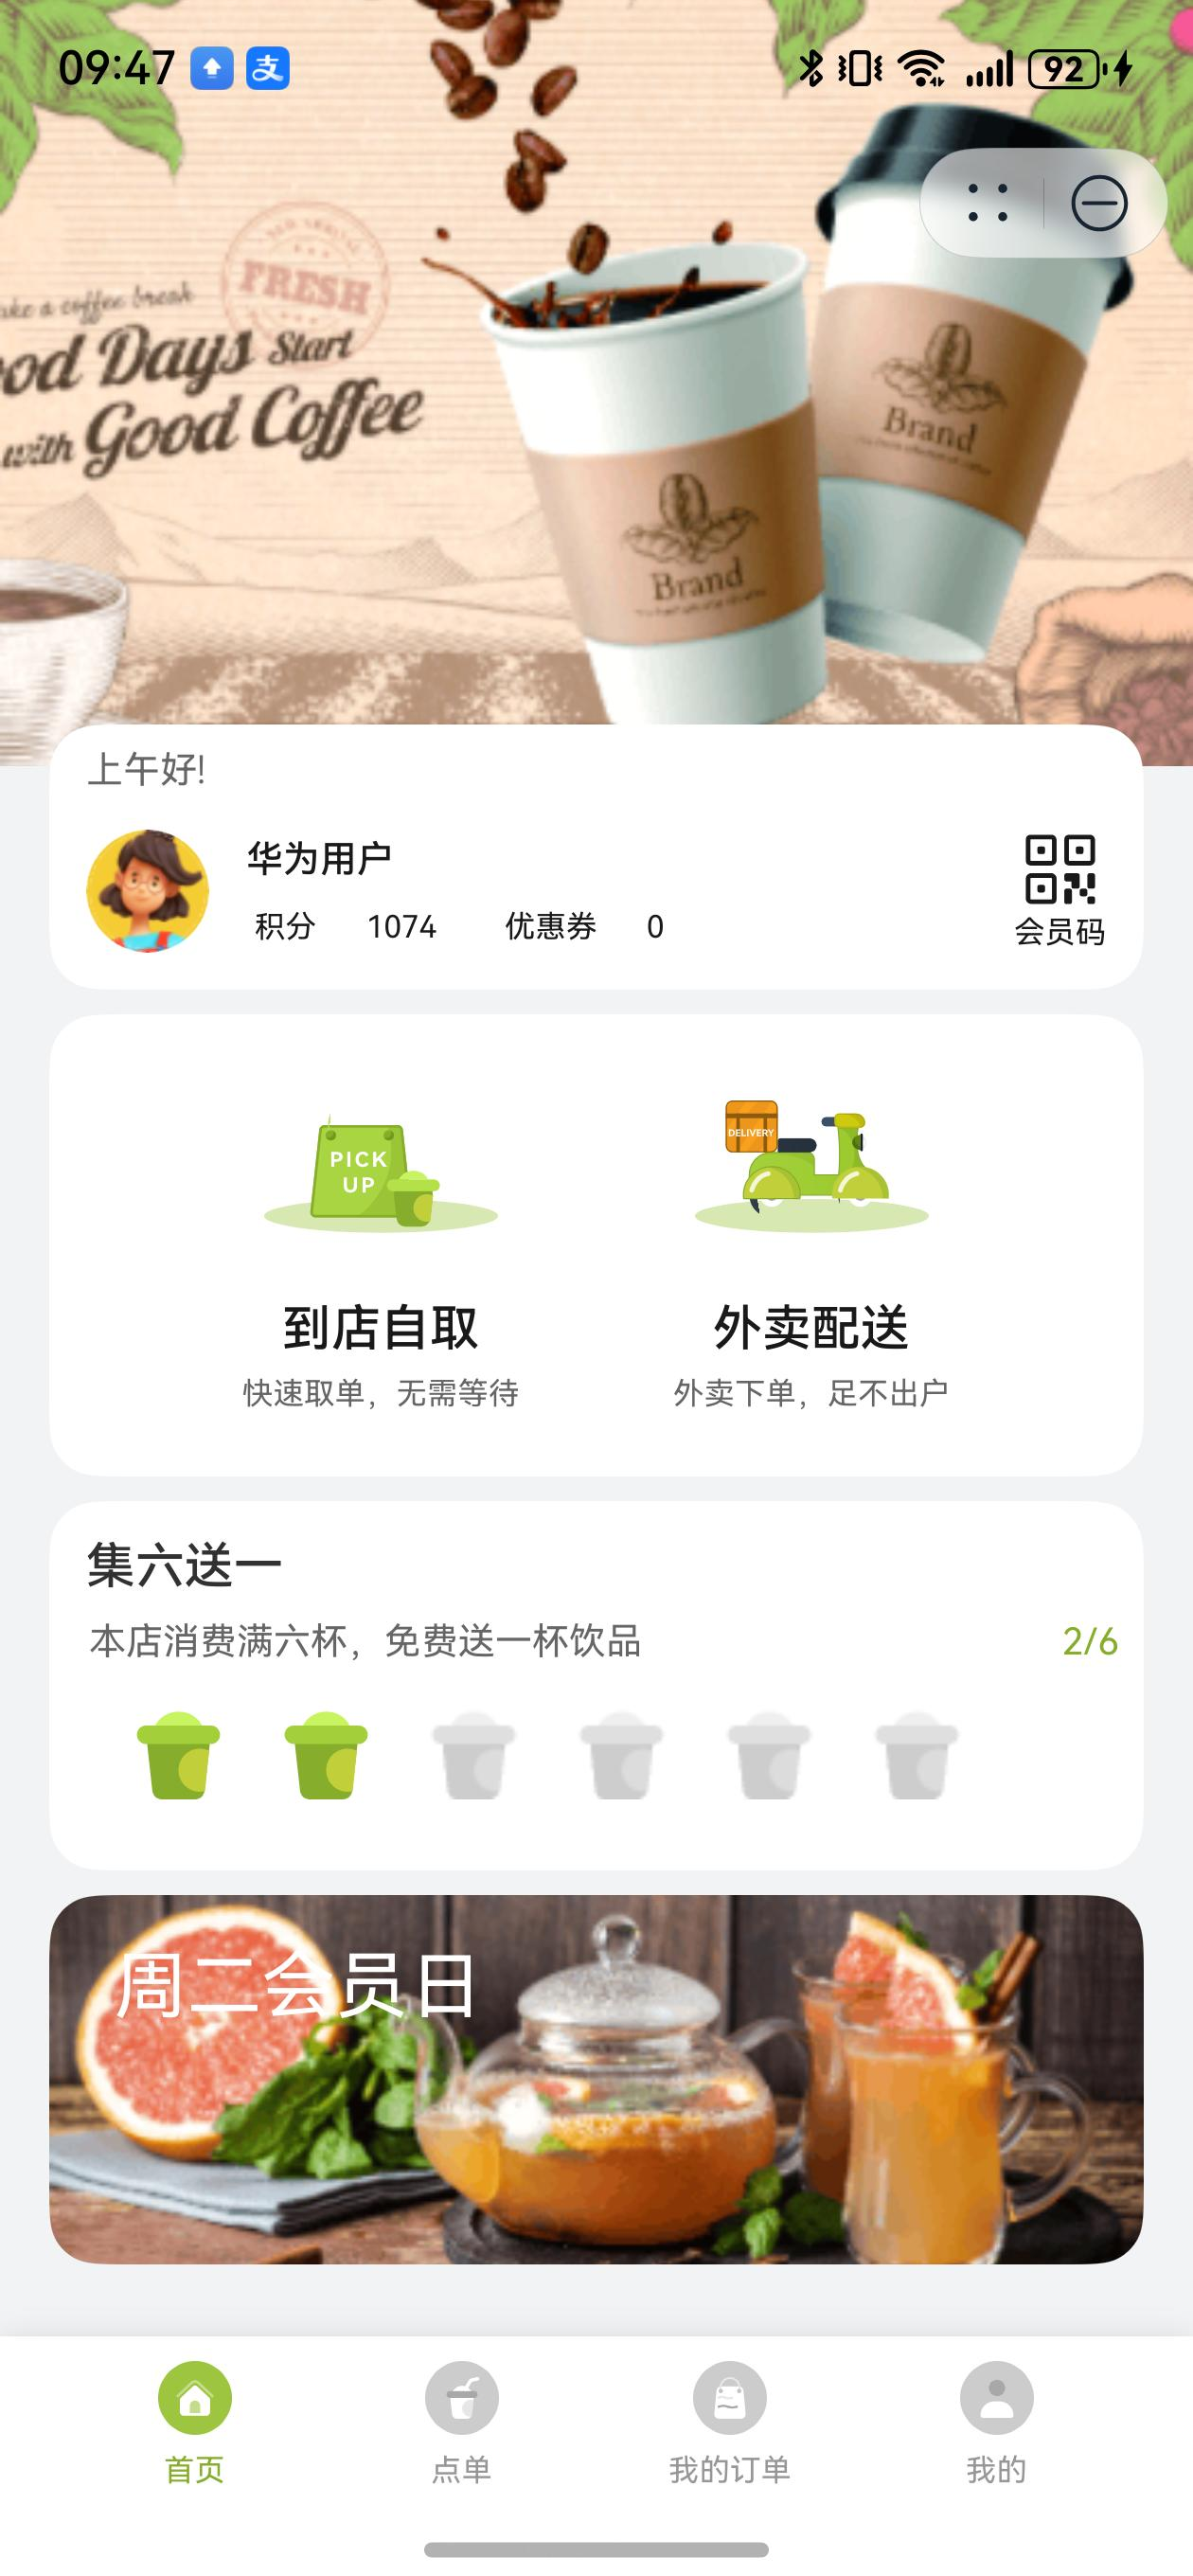 09:47
支
92
FRESH
ake a coffee break
ood Days Start
with Good Coffee
Brand
Brand
上午好!
华为用户
积分 1074 优惠券 0
会员码
PICK
UP
DELIVERY
到店自取
外卖配送
快速取单，无需等待
外卖下单，足不出户
集六送一
本店消费满六杯，免费送一杯饮品
2/6
周二会员日
首页
点单
我的订单
我的